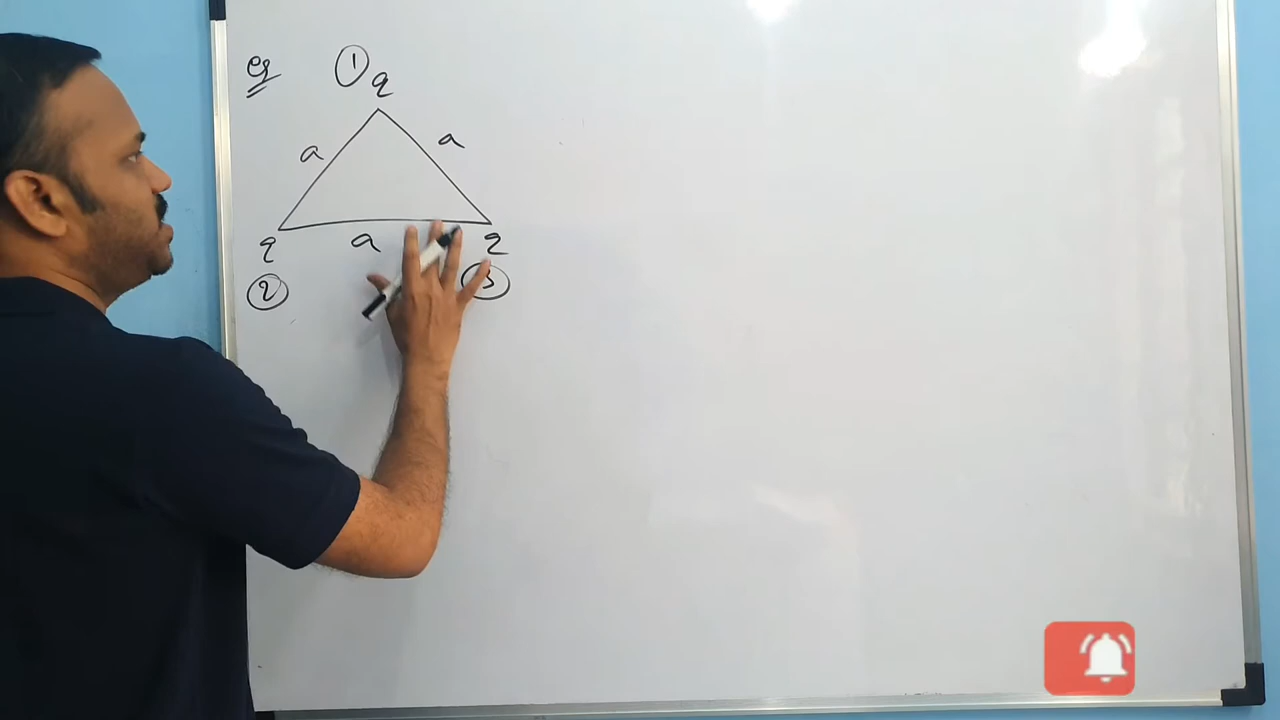 eg
① q
a a
q a q
② ③